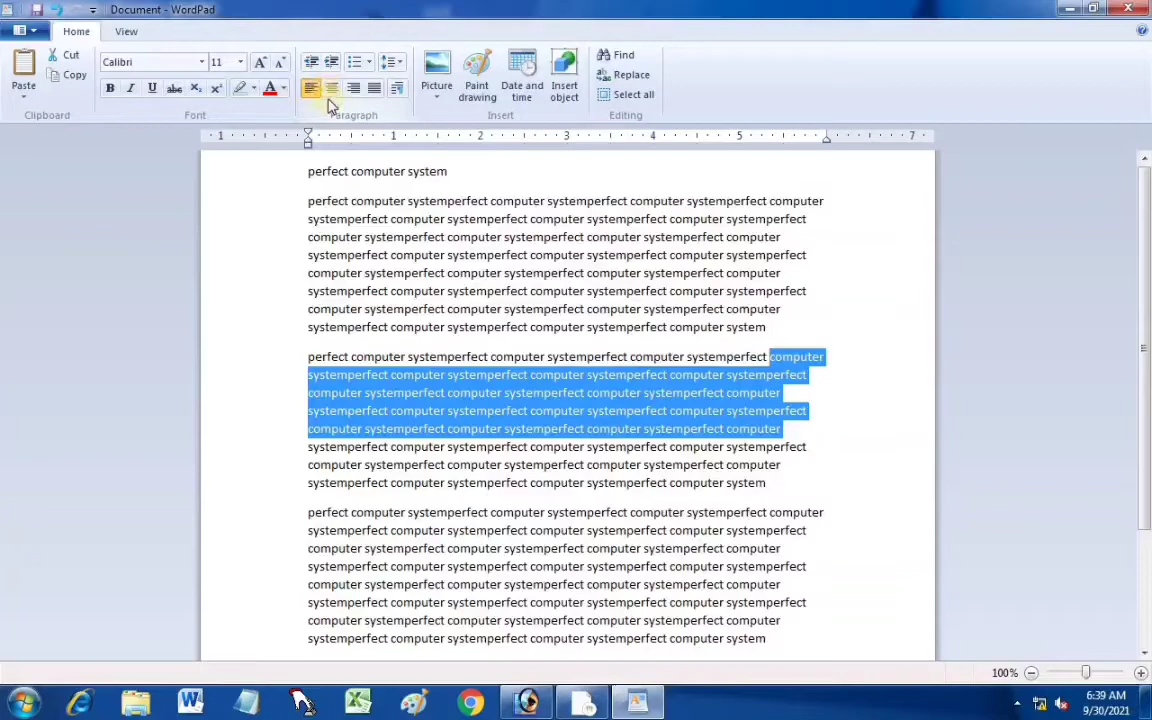 Document - WordPad
Home View
Paste
Cut
Copy
Clipboard
Calibri 11
B I U abc X₂ X² A
Font
Paragraph
Picture
Paint drawing
Date and time
Insert object
Insert
Find
Replace
Select all
Editing
1 1 2 3 4 5 7
perfect computer system
perfect computer systemperfect computer systemperfect computer systemperfect computer
systemperfect computer systemperfect computer systemperfect computer systemperfect
computer systemperfect computer systemperfect computer systemperfect computer
systemperfect computer systemperfect computer systemperfect computer systemperfect
computer systemperfect computer systemperfect computer systemperfect computer
systemperfect computer systemperfect computer systemperfect computer systemperfect
computer systemperfect computer systemperfect computer systemperfect computer
systemperfect computer systemperfect computer systemperfect computer system
perfect computer systemperfect computer systemperfect computer systemperfect computer
systemperfect computer systemperfect computer systemperfect computer systemperfect
computer systemperfect computer systemperfect computer systemperfect computer
systemperfect computer systemperfect computer systemperfect computer systemperfect
computer systemperfect computer systemperfect computer systemperfect computer
systemperfect computer systemperfect computer systemperfect computer systemperfect
computer systemperfect computer systemperfect computer systemperfect computer
systemperfect computer systemperfect computer systemperfect computer system
perfect computer systemperfect computer systemperfect computer systemperfect computer
systemperfect computer systemperfect computer systemperfect computer systemperfect
computer systemperfect computer systemperfect computer systemperfect computer
systemperfect computer systemperfect computer systemperfect computer systemperfect
computer systemperfect computer systemperfect computer systemperfect computer
systemperfect computer systemperfect computer systemperfect computer systemperfect
computer systemperfect computer systemperfect computer systemperfect computer
systemperfect computer systemperfect computer systemperfect computer system
100%
6:39 AM
9/30/2021